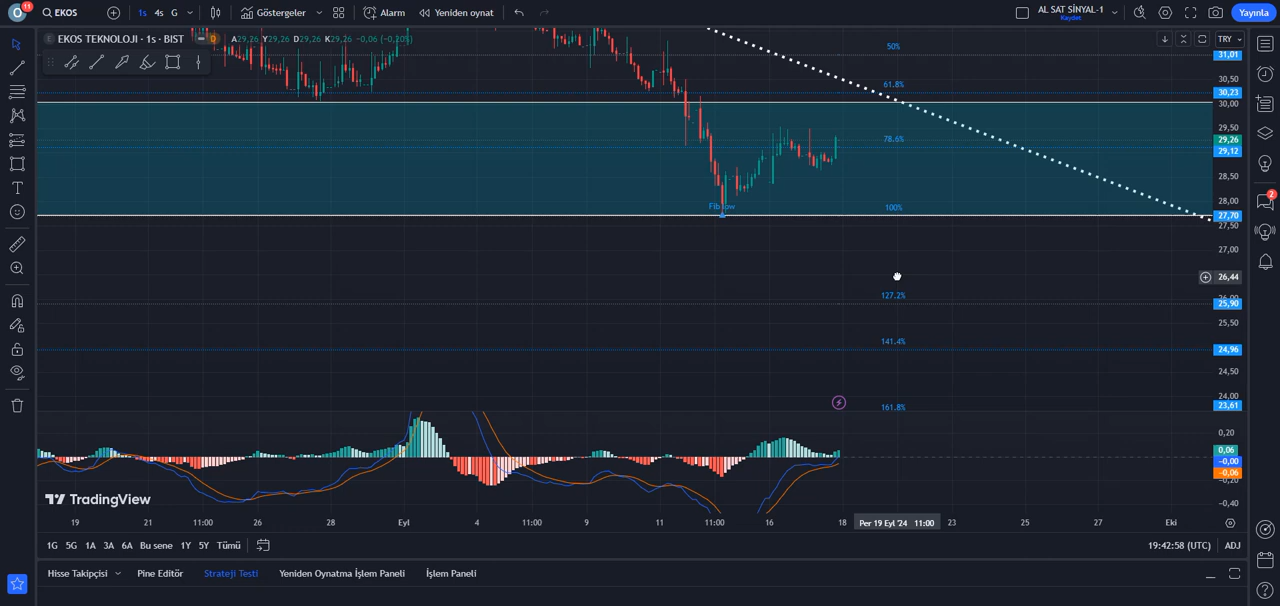 O
11
EKOS
1s
4s
G
Göstergeler
Alarm
Yeniden oynat
AL SAT SİNYAL-1
Kaydet
Yayınla
E
EKOS TEKNOLOJİ · 1s · BIST
D
A29,26 Y29,26 D29,26 K29,26 −0,06 (−0,20%)
TRY
50%
31,01
30,50
61.8%
30,23
30,00
29,50
78.6%
29,26
29,12
28,50
28,00
Fib low
100%
27,70
27,50
27,00
26,44
127.2%
26,00
25,90
25,50
141.4%
24,96
24,50
24,00
161.8%
23,61
0,20
0,06
−0,00
−0,06
−0,20
−0,40
TradingView
19
21
11:00
26
28
Eyl
4
11:00
9
11
11:00
16
18
Per 19 Eyl '24 11:00
23
25
27
Eki
1G 5G 1A 3A 6A Bu sene 1Y 5Y Tümü
19:42:58 (UTC)
ADJ
Hisse Takipçisi
Pine Editör
Strateji Testi
Yeniden Oynatma İşlem Paneli
İşlem Paneli
2